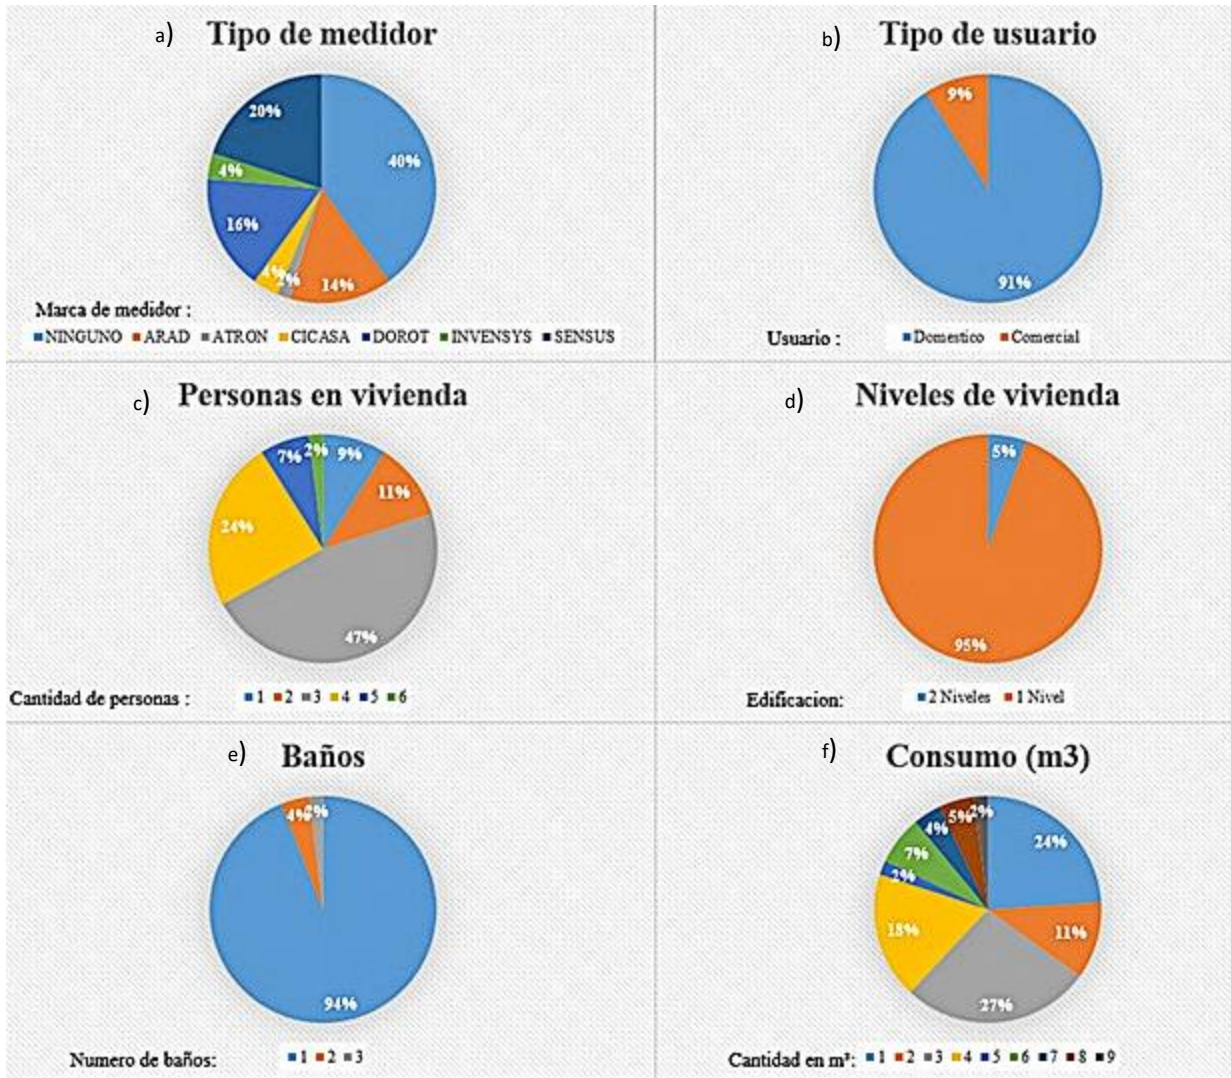 a) Tipo de medidor
20%
40%
4%
16%
4%
2%
14%
Marca de medidor :
NINGUNO ARAD ATRON CICASA DOROT INVENSYS SENSUS
b) Tipo de usuario
9%
91%
Usuario : Domestico Comercial
c) Personas en vivienda
7% 2% 9%
11%
24%
47%
Cantidad de personas : 1 2 3 4 5 6
d) Niveles de vivienda
5%
95%
Edificacion: 2 Niveles 1 Nivel
e) Baños
4% 2%
94%
Numero de baños: 1 2 3
f) Consumo (m3)
4% 5% 2%
24%
7%
2%
18%
11%
27%
Cantidad en m³: 1 2 3 4 5 6 7 8 9